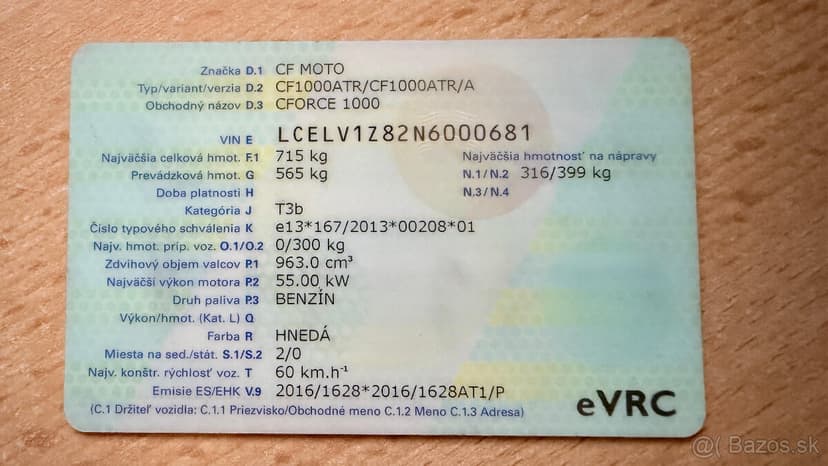 Značka D.1 CF MOTO
Typ/variant/verzia D.2 CF1000ATR/CF1000ATR/A
Obchodný názov D.3 CFORCE 1000
VIN E LCELV1Z82N6000681
Najväčšia celková hmot. F.1 715 kg Najväčšia hmotnosť na nápravy
Prevádzková hmot. G 565 kg N.1/N.2 316/399 kg
Doba platnosti H N.3/N.4
Kategória J T3b
Číslo typového schválenia K e13*167/2013*00208*01
Najv. hmot. príp. voz. O.1/O.2 0/300 kg
Zdvihový objem valcov P.1 963.0 cm³
Najväčší výkon motora P.2 55.00 kW
Druh paliva P.3 BENZÍN
Výkon/hmot. (Kat. L) Q
Farba R HNEDÁ
Miesta na sed./stát. S.1/S.2 2/0
Najv. konštr. rýchlosť voz. T 60 km.h⁻¹
Emisie ES/EHK V.9 2016/1628*2016/1628AT1/P
(C.1 Držiteľ vozidla: C.1.1 Priezvisko/Obchodné meno C.1.2 Meno C.1.3 Adresa)
eVRC
@( Bazos.sk